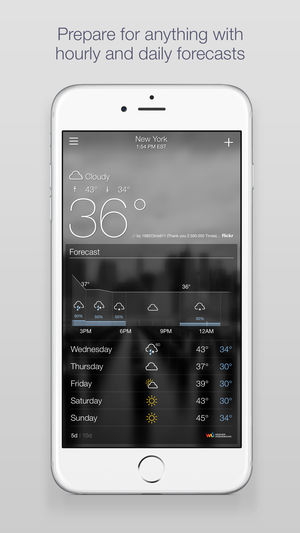 Prepare for anything with
hourly and daily forecasts
New York
1:54 PM EST
Cloudy
43° 34°
36°
flickr
Forecast
37° 36°
3PM 6PM 9PM 12AM
Wednesday 43° 34°
Thursday 37° 30°
Friday 39° 30°
Saturday 40° 30°
Sunday 45° 34°
5d | 10d